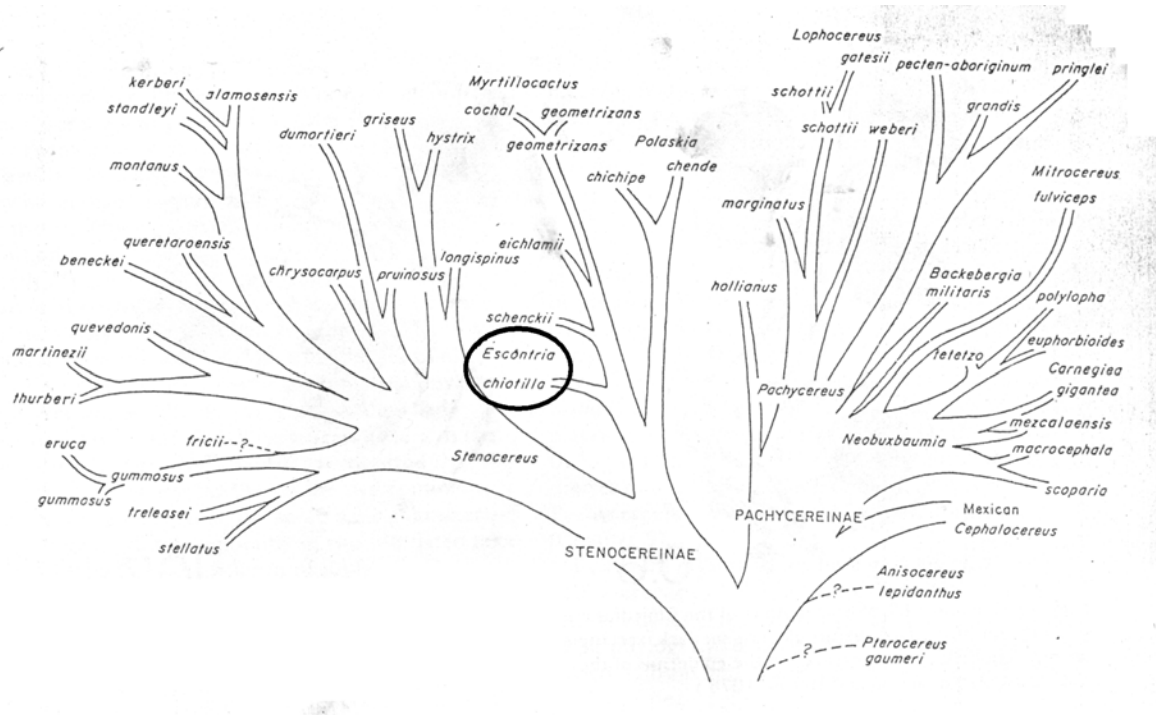 Lophocereus
gatesii
pecten-aboriginum
pringlei
kerberi
alamosensis
standleyi
Myrtillocactus
cochal
geometrizans
geometrizans
schottii
grandis
griseus
hystrix
dumortieri
schottii
weberi
Polaskia
chende
chichipe
montanus
Mitrocereus
fulviceps
marginatus
queretaroensis
beneckei
chrysocarpus
pruinosus
longispinus
eichlamii
hollianus
Backebergia
militaris
polylopha
schenckii
quevedonis
martinezii
thurberi
Escontria
chiotilla
tetetzo
euphorbioides
Carnegiea
gigantea
Pachycereus
mezcalaensis
Neobuxbaumia
macrocephala
scoparia
eruca
fricii--?--
gummosus
gummosus
Stenocereus
treleasei
stellatus
STENOCEREINAE
PACHYCEREINAE
Mexican
Cephalocereus
Anisocereus
?
lepidanthus
Pterocereus
?
gaumeri